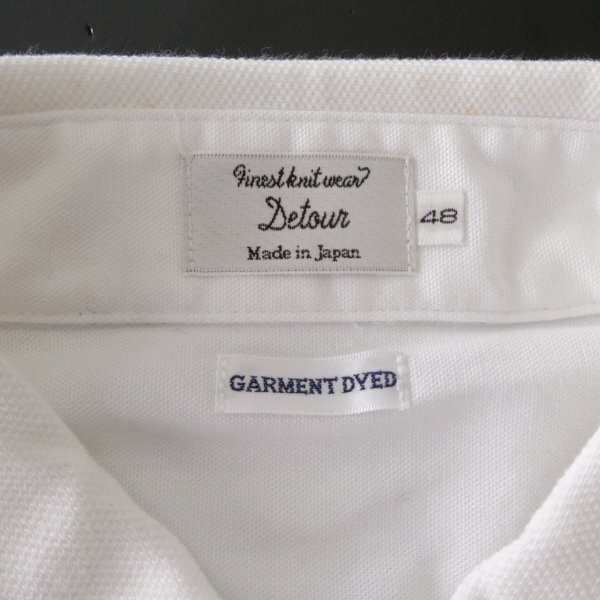 Finest knit wear
Detour
Made in Japan
48
GARMENT DYED